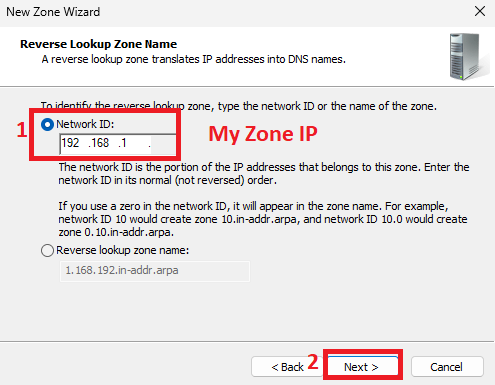 New Zone Wizard
Reverse Lookup Zone Name
A reverse lookup zone translates IP addresses into DNS names.
To identify the reverse lookup zone, type the network ID or the name of the zone.
1 Network ID:
192 .168 .1 .
My Zone IP
The network ID is the portion of the IP addresses that belongs to this zone. Enter the
network ID in its normal (not reversed) order.
If you use a zero in the network ID, it will appear in the zone name. For example,
network ID 10 would create zone 10.in-addr.arpa, and network ID 10.0 would create
zone 0.10.in-addr.arpa.
Reverse lookup zone name:
1.168.192.in-addr.arpa
< Back 2 Next > Cancel